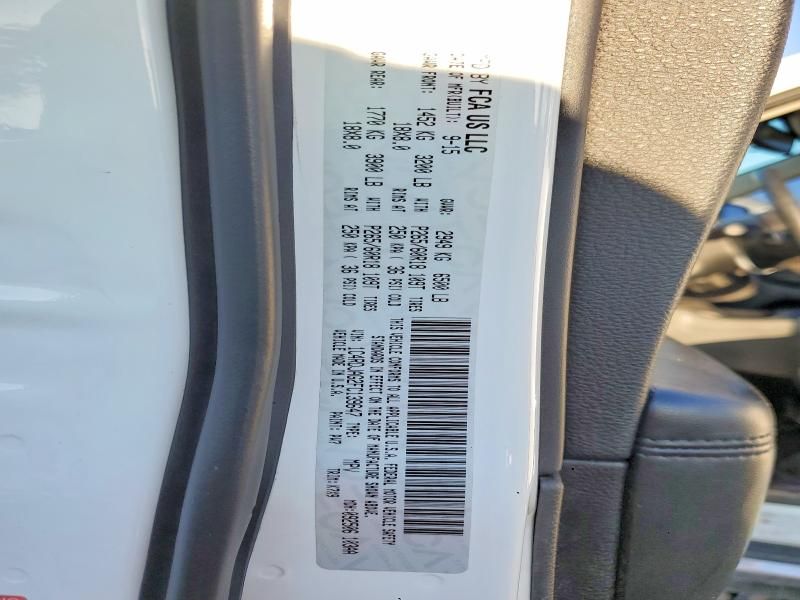 FD BY FCA US LLC
DATE OF MFR(BUILT): 9-15 GVWR: 2949 KG 6500 LB
GAWR FRONT: 1452 KG 3200 LB WITH P265/60R18 109T TIRES
18X8.0 RIMS AT 250 KPA ( 36 PSI) COLD
GAWR REAR: 1770 KG 3900 LB WITH P265/60R18 109T TIRES
18X8.0 RIMS AT 250 KPA ( 36 PSI) COLD
THIS VEHICLE CONFORMS TO ALL APPLICABLE U.S.A. FEDERAL MOTOR VEHICLE SAFETY
STANDARDS IN EFFECT ON THE DATE OF MANUFACTURE SHOWN ABOVE.
VIN: TYPE: MPV
VEHICLE MADE IN U.S.A. PAINT: PW7